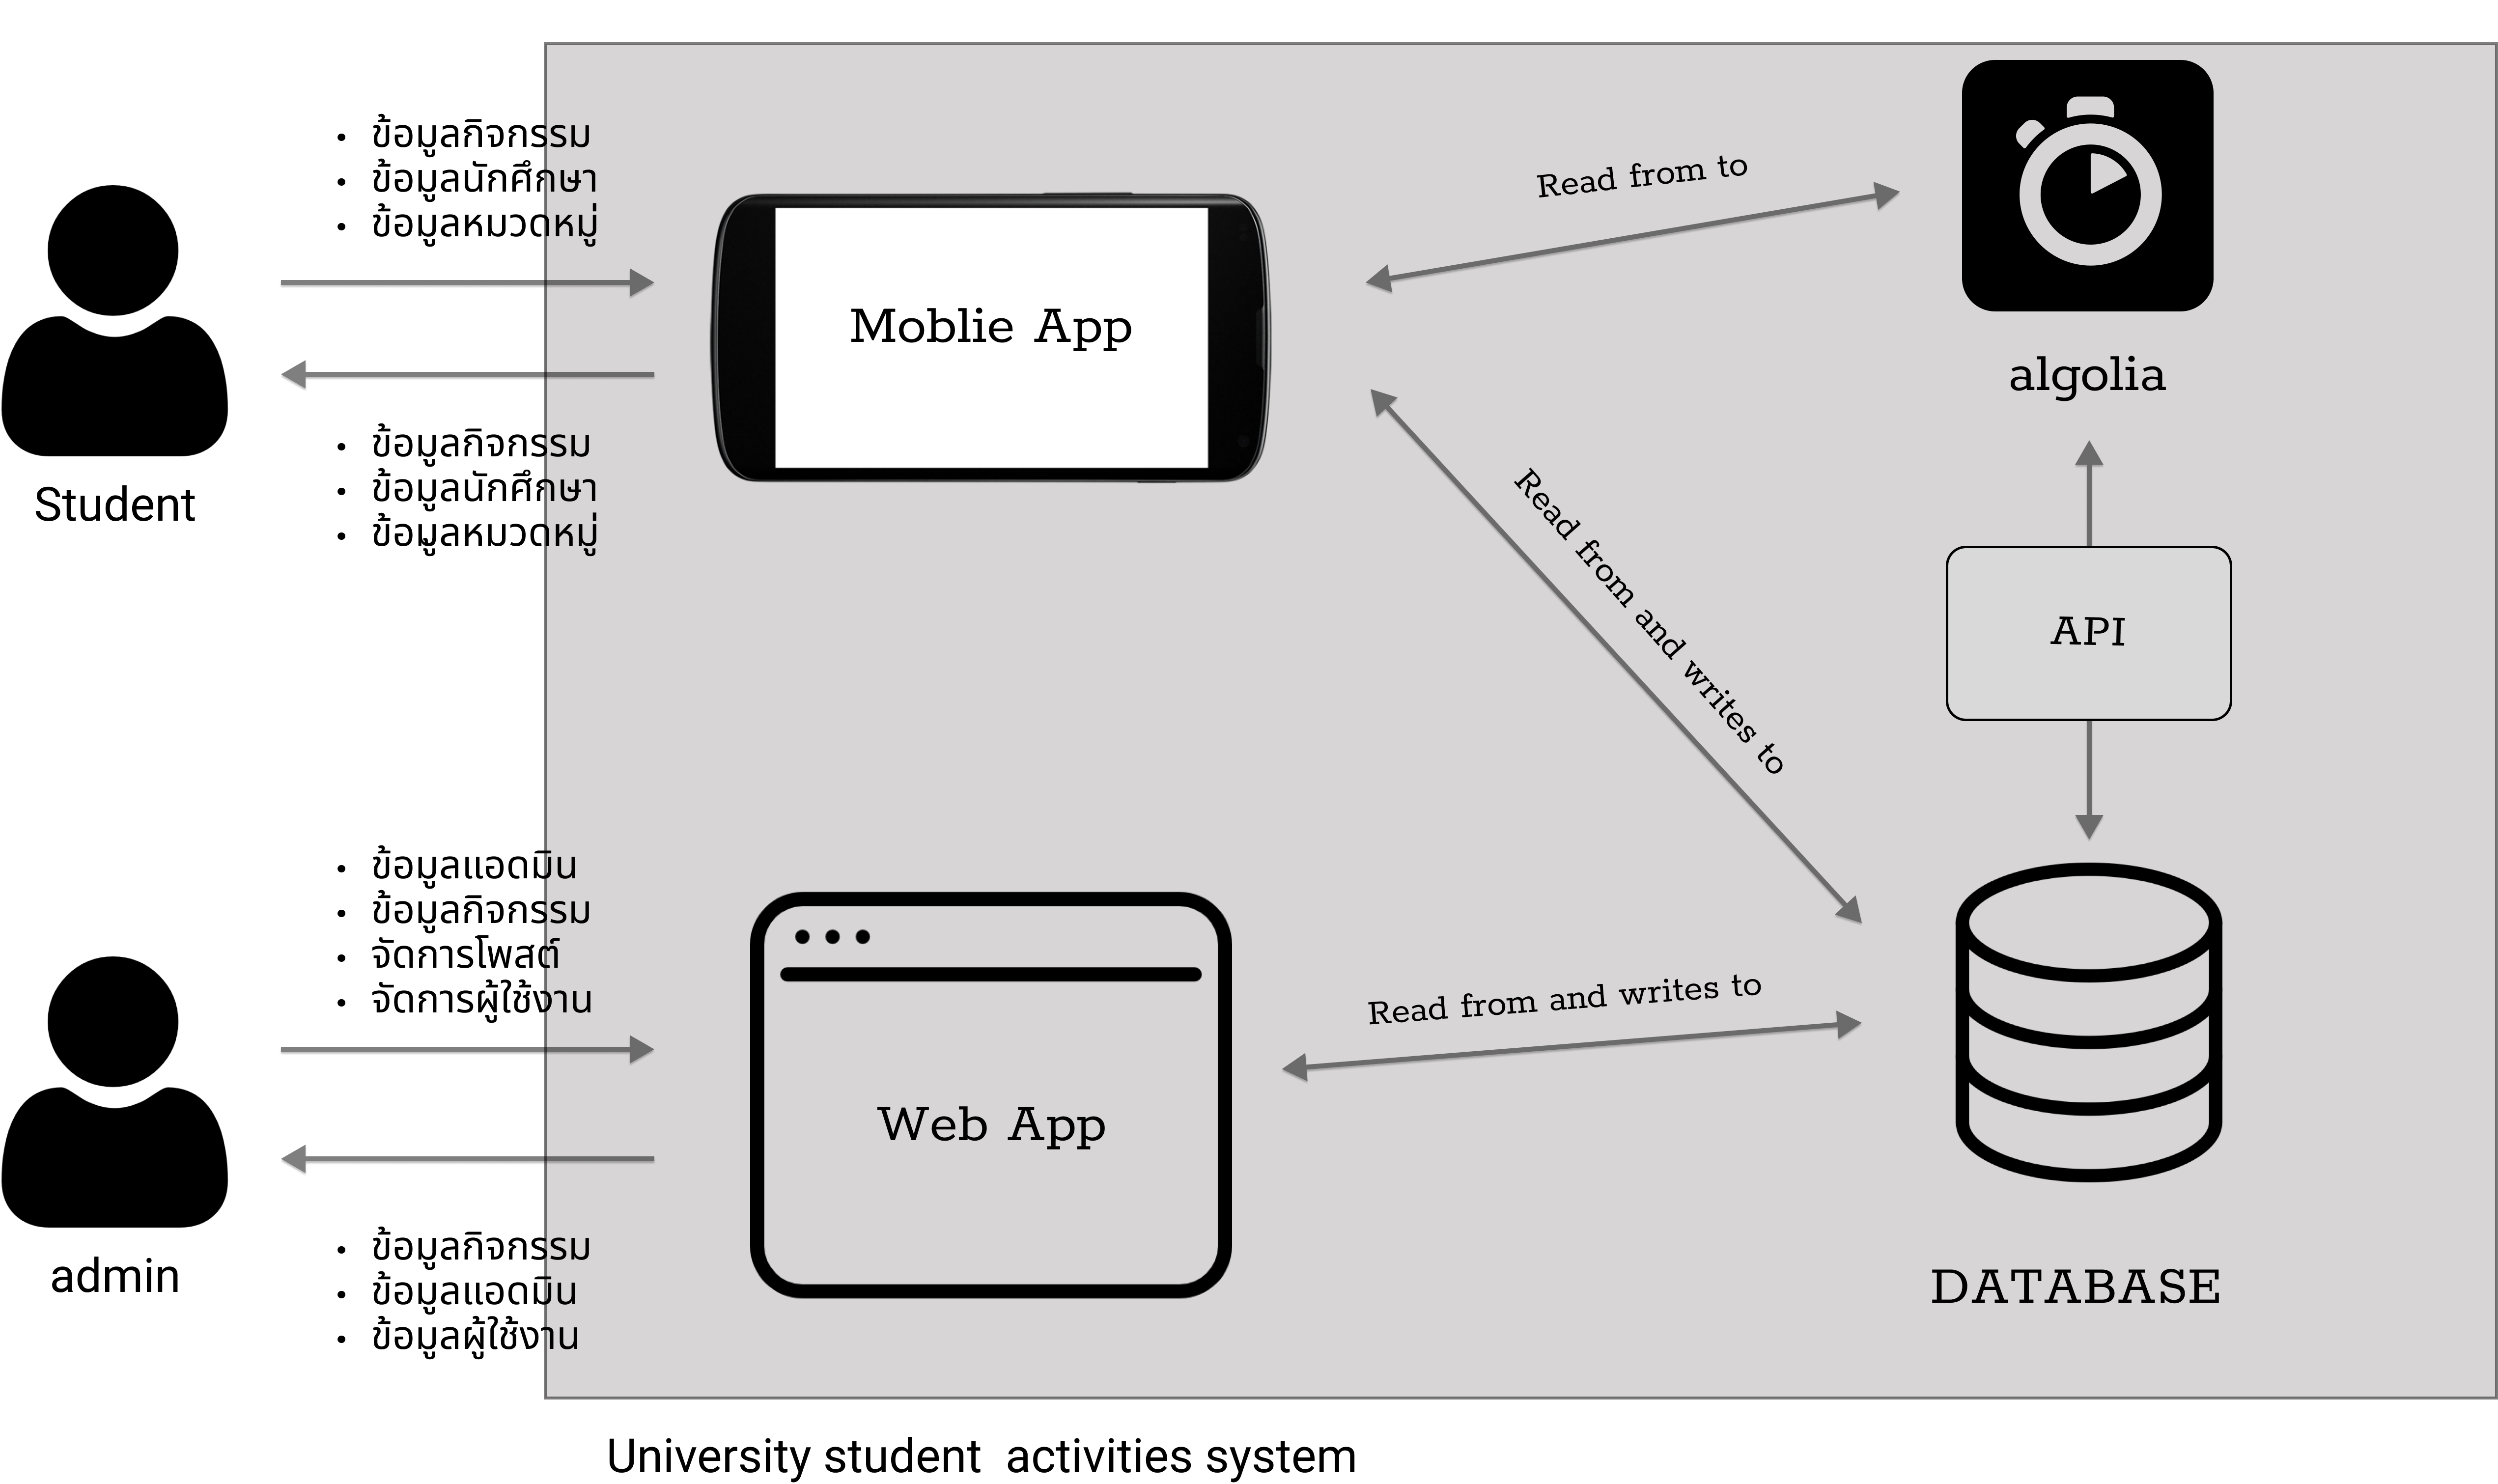 ข้อมูลกิจกรรม
ข้อมูลนักศึกษา
ข้อมูลหมวดหมู่
Student
ข้อมูลกิจกรรม
ข้อมูลนักศึกษา
ข้อมูลหมวดหมู่
Moblie App
Read from to
algolia
Read from and writes to
API
ข้อมูลแอดมิน
ข้อมูลกิจกรรม
จัดการโพสต์
จัดการผู้ใช้งาน
admin
ข้อมูลกิจกรรม
ข้อมูลแอดมิน
ข้อมูลผู้ใช้งาน
Web App
Read from and writes to
DATABASE
University student  activities system